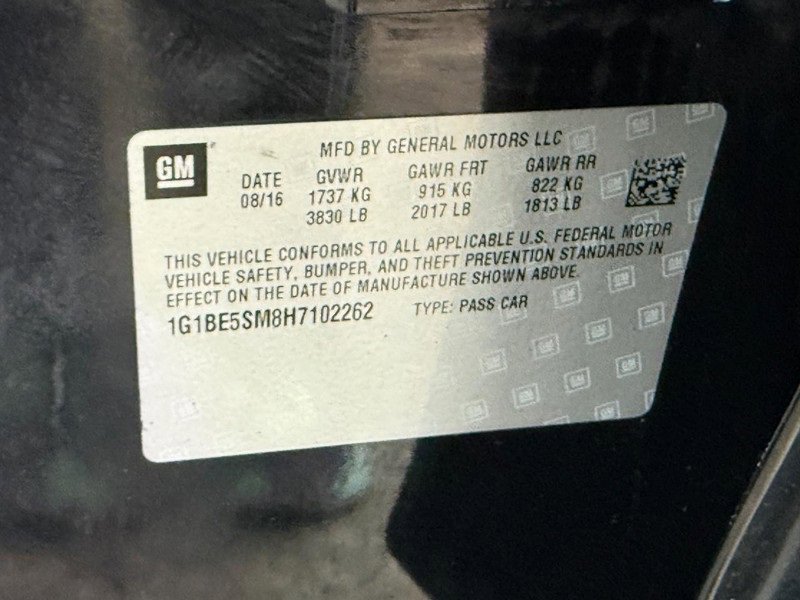 GM
MFD BY GENERAL MOTORS LLC
DATE GVWR GAWR FRT GAWR RR
08/16 1737 KG 915 KG 822 KG
3830 LB 2017 LB 1813 LB
THIS VEHICLE CONFORMS TO ALL APPLICABLE U.S. FEDERAL MOTOR
VEHICLE SAFETY, BUMPER, AND THEFT PREVENTION STANDARDS IN
EFFECT ON THE DATE OF MANUFACTURE SHOWN ABOVE.
1G1BE5SM8H7102262 TYPE: PASS CAR